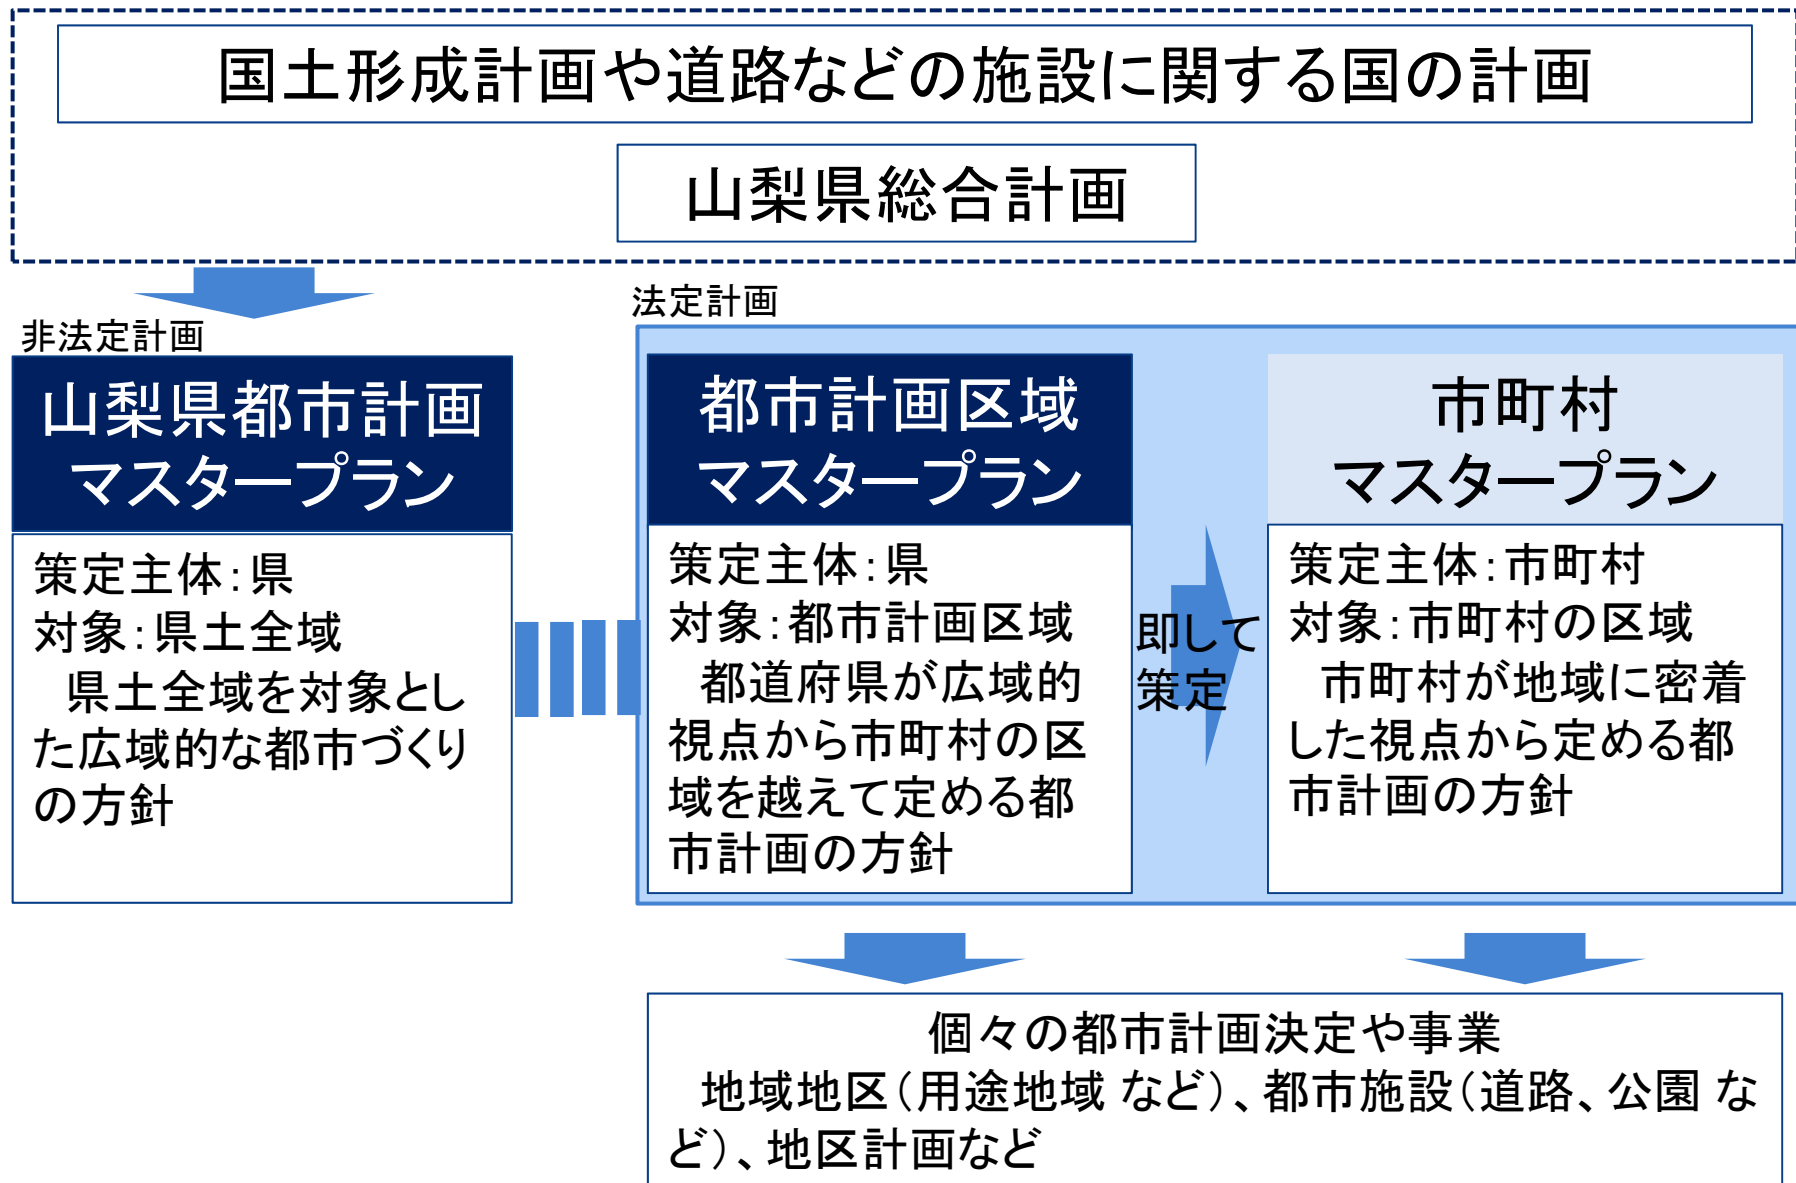 国土形成計画や道路などの施設に関する国の計画
山梨県総合計画
非法定計画
山梨県都市計画
マスタープラン
策定主体：県
対象：県土全域
県土全域を対象とし
た広域的な都市づくり
の方針
法定計画
都市計画区域
マスタープラン
策定主体：県
対象：都市計画区域
都道府県が広域的
視点から市町村の区
域を越えて定める都
市計画の方針
即して
策定
市町村
マスタープラン
策定主体：市町村
対象：市町村の区域
市町村が地域に密着
した視点から定める都
市計画の方針
個々の都市計画決定や事業
地域地区（用途地域 など）、都市施設（道路、公園 な
ど）、地区計画など